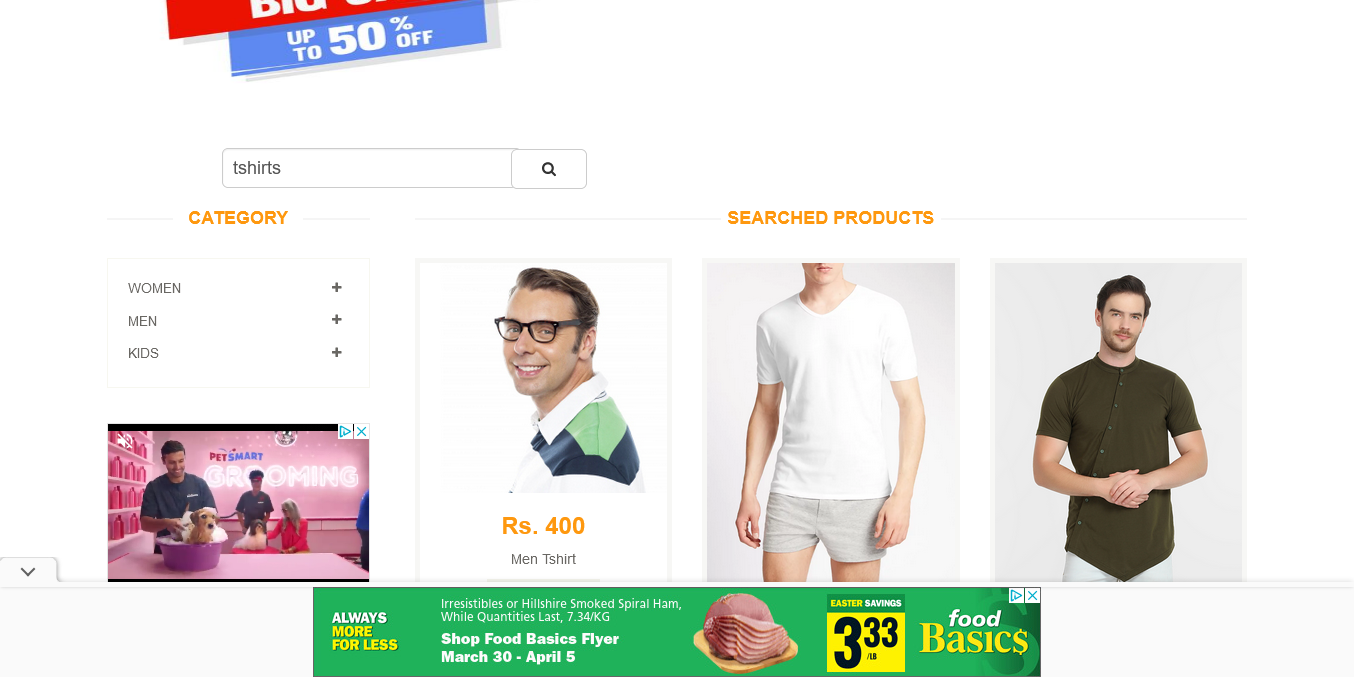 UP TO 50% OFF
tshirts
CATEGORY
WOMEN
MEN
KIDS
PETSMART
GROOMING
SEARCHED PRODUCTS
Rs. 400
Men Tshirt
ALWAYS
MORE
FOR LESS
Irresistibles or Hillshire Smoked Spiral Ham,
While Quantities Last, 7.34/KG
Shop Food Basics Flyer
March 30 - April 5
EASTER SAVINGS
3.33
/LB
food
Basics